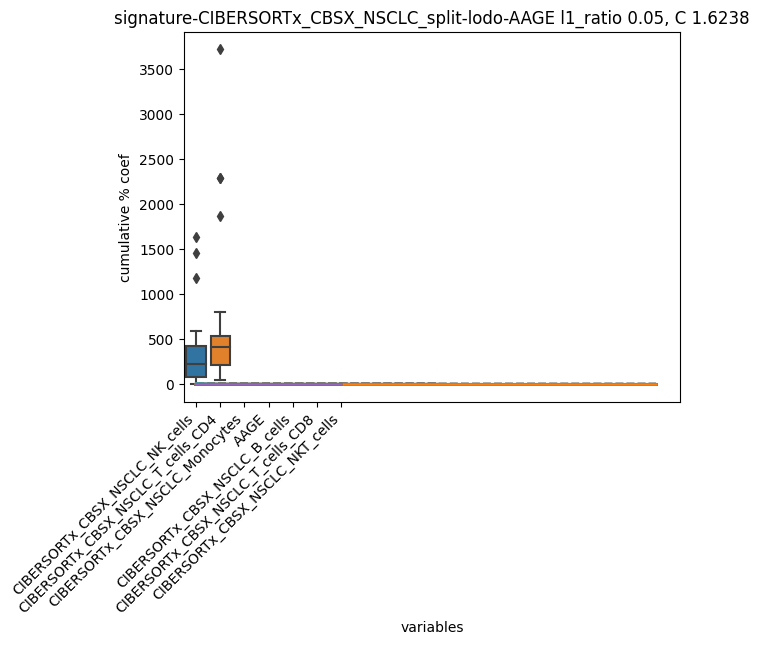 signature-CIBERSORTx_CBSX_NSCLC_split-lodo-AAGE l1_ratio 0.05, C 1.6238
cumulative % coef
3500
3000
2500
2000
1500
1000
500
0
CIBERSORTx_CBSX_NSCLC_NK_cells
CIBERSORTx_CBSX_NSCLC_T_cells_CD4
CIBERSORTx_CBSX_NSCLC_Monocytes
AAGE
CIBERSORTx_CBSX_NSCLC_B_cells
CIBERSORTx_CBSX_NSCLC_T_cells_CD8
CIBERSORTx_CBSX_NSCLC_NKT_cells
variables